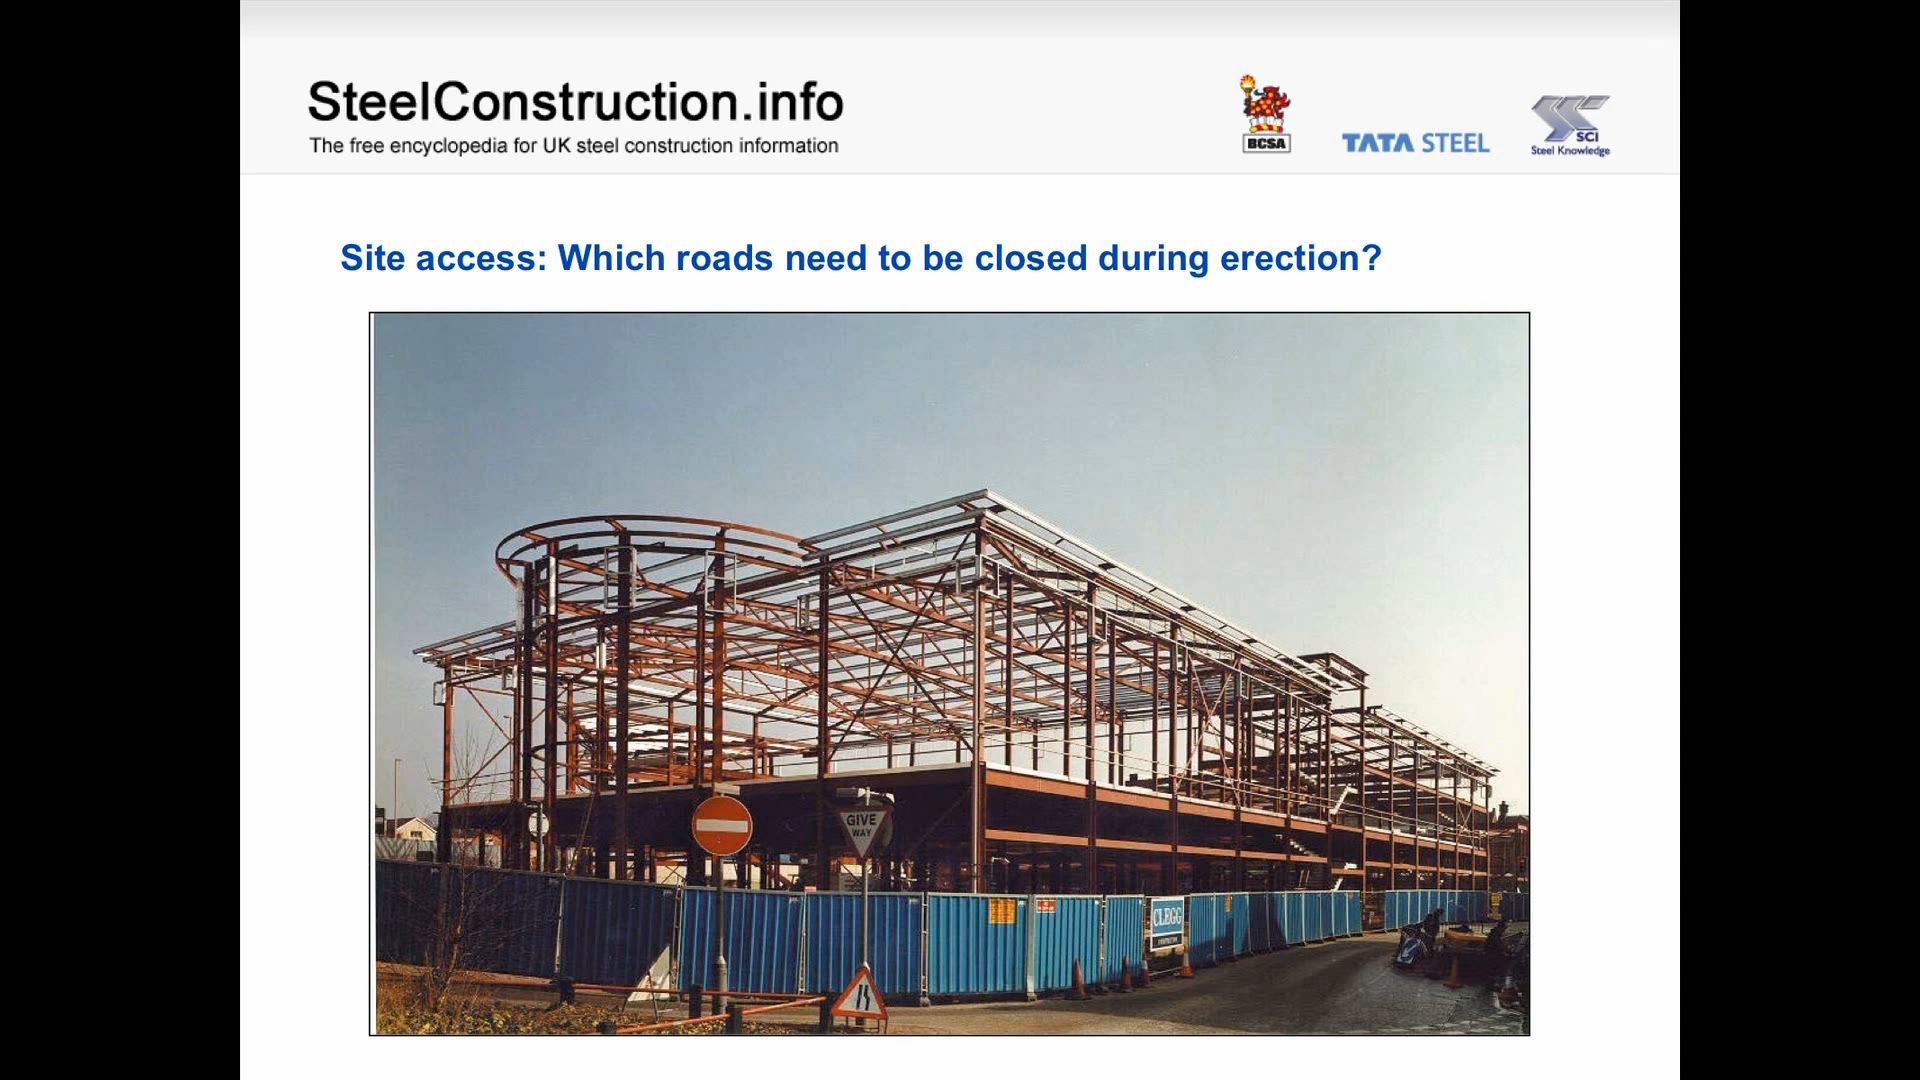 SteelConstruction.info
The free encyclopedia for UK steel construction information
BCSA
TATA STEEL
SCI
Steel Knowledge
Site access: Which roads need to be closed during erection?
GIVE
WAY
CLEGG